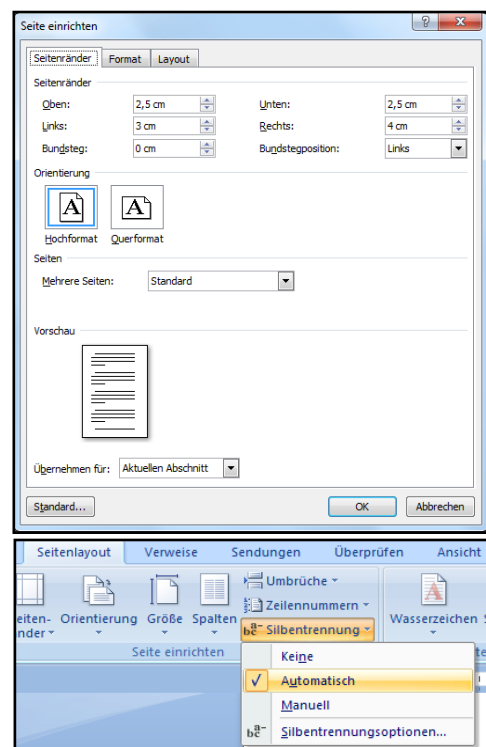 Seite einrichten
Seitenränder Format Layout
Seitenränder
Oben: 2,5 cm Unten: 2,5 cm
Links: 3 cm Rechts: 4 cm
Bundsteg: 0 cm Bundstegposition: Links
Orientierung
A A
Hochformat Querformat
Seiten
Mehrere Seiten: Standard
Vorschau
Übernehmen für: Aktuellen Abschnitt
Standard... OK Abbrechen
Seitenlayout Verweise Sendungen Überprüfen Ansicht
Umbrüche
eiten- Orientierung Größe Spalten Zeilennummern Wasserzeichen S
nder Silbentrennung
Seite einrichten te
Keine
Automatisch
Manuell
Silbentrennungsoptionen...